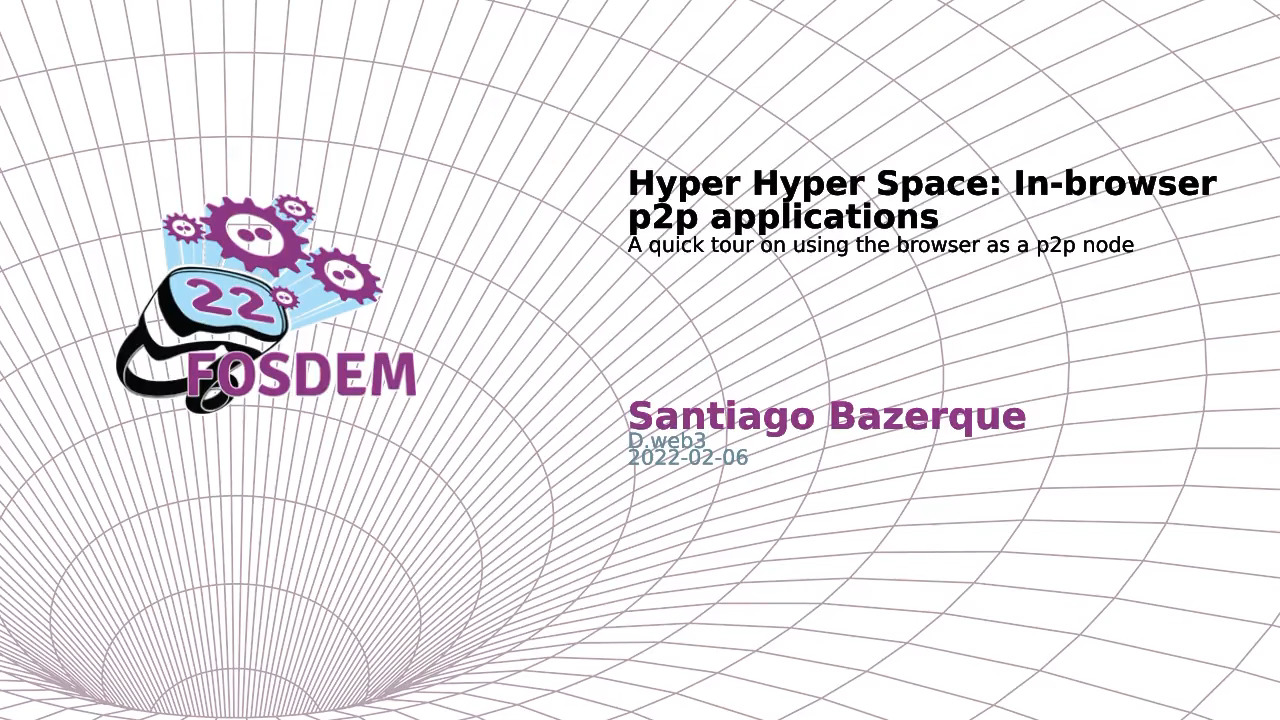 Hyper Hyper Space: In-browser
p2p applications
A quick tour on using the browser as a p2p node
22
FOSDEM
Santiago Bazerque
D.web3
2022-02-06